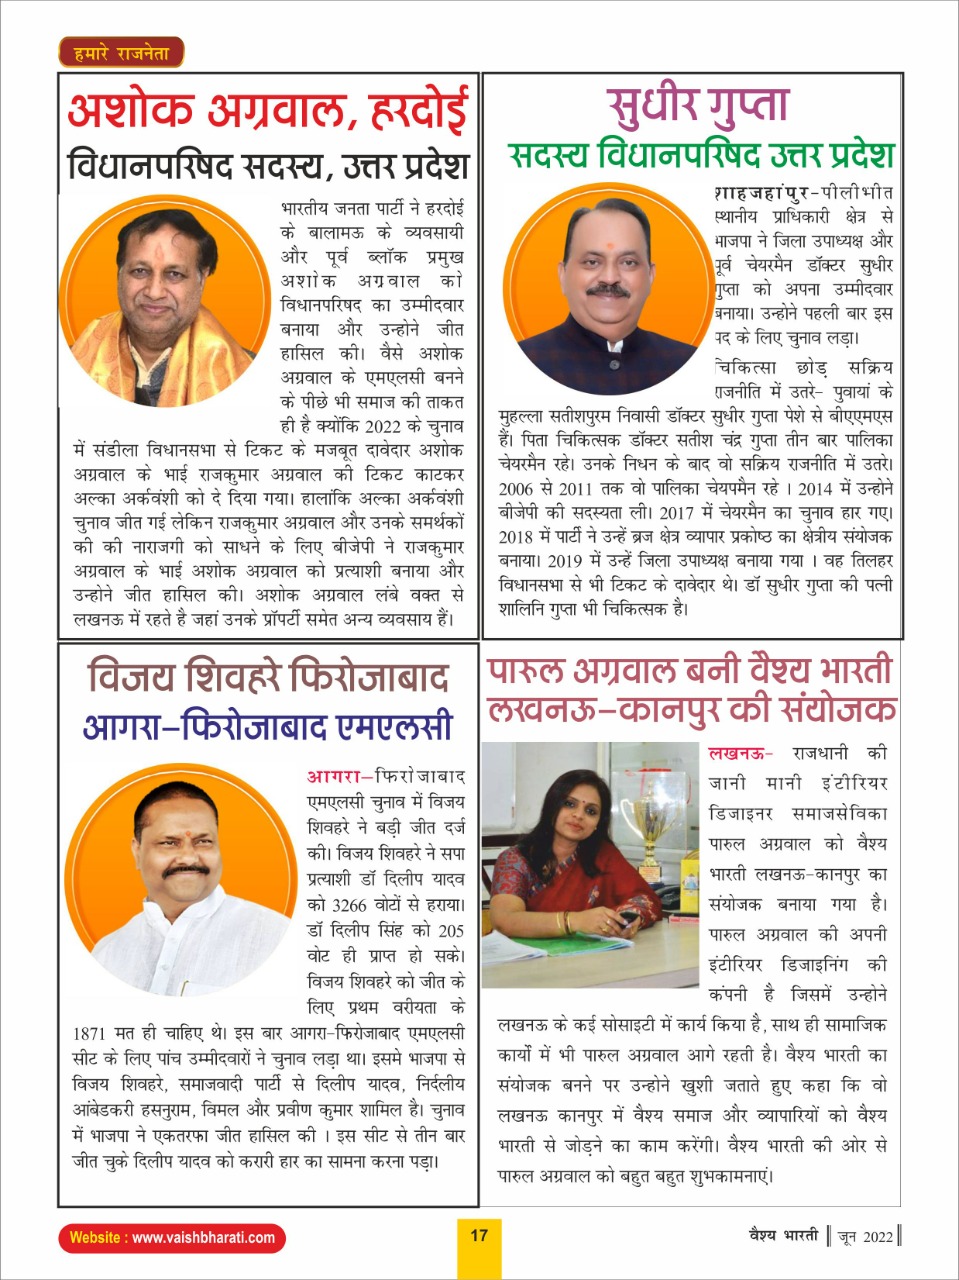 हमारे राजनेता
अशोक अग्रवाल, हरदोई
विधानपरिषद सदस्य, उत्तर प्रदेश
भारतीय जनता पार्टी ने हरदोई
के बालामऊ के व्यवसायी
और पूर्व ब्लॉक प्रमुख
अशोक अग्रवाल को
विधानपरिषद का उम्मीदवार
बनाया और उन्होने जीत
हासिल की। वैसे अशोक
अग्रवाल के एमएलसी बनने
के पीछे भी समाज की ताकत
ही है क्योंकि 2022 के चुनाव
में संडीला विधानसभा से टिकट के मजबूत दावेदार अशोक
अग्रवाल के भाई राजकुमार अग्रवाल की टिकट काटकर
अल्का अर्कवंशी को दे दिया गया। हालांकि अल्का अर्कवंशी
चुनाव जीत गई लेकिन राजकुमार अग्रवाल और उनके समर्थकों
की की नाराजगी को साधने के लिए बीजेपी ने राजकुमार
अग्रवाल के भाई अशोक अग्रवाल को प्रत्याशी बनाया और
उन्होने जीत हासिल की। अशोक अग्रवाल लंबे वक्त से
लखनऊ में रहते है जहां उनके प्रॉपर्टी समेत अन्य व्यवसाय हैं।
सुधीर गुप्ता
सदस्य विधानपरिषद उत्तर प्रदेश
शाहजहांपुर-पीलीभीत
स्थानीय प्राधिकारी क्षेत्र से
भाजपा ने जिला उपाध्यक्ष और
पूर्व चेयरमैन डॉक्टर सुधीर
गुप्ता को अपना उम्मीदवार
बनाया। उन्होने पहली बार इस
पद के लिए चुनाव लड़ा।
चिकित्सा छोड़ सक्रिय
राजनीति में उतरे- पुवायां के
मुहल्ला सतीशपुरम निवासी डॉक्टर सुधीर गुप्ता पेशे से बीएएमएस
हैं। पिता चिकित्सक डॉक्टर सतीश चंद्र गुप्ता तीन बार पालिका
चेयरमैन रहे। उनके निधन के बाद वो सक्रिय राजनीति में उतरे।
2006 से 2011 तक वो पालिका चेयपमैन रहे । 2014 में उन्होने
बीजेपी की सदस्यता ली। 2017 में चेयरमैन का चुनाव हार गए।
2018 में पार्टी ने उन्हें ब्रज क्षेत्र व्यापार प्रकोष्ठ का क्षेत्रीय संयोजक
बनाया। 2019 में उन्हें जिला उपाध्यक्ष बनाया गया । वह तिलहर
विधानसभा से भी टिकट के दावेदार थे। डॉ सुधीर गुप्ता की पत्नी
शालिनि गुप्ता भी चिकित्सक है।
विजय शिवहरे फिरोजाबाद
आगरा-फिरोजाबाद एमएलसी
आगरा-फिरोजाबाद
एमएलसी चुनाव में विजय
शिवहरे ने बड़ी जीत दर्ज
की। विजय शिवहरे ने सपा
प्रत्याशी डॉ दिलीप यादव
को 3266 वोटों से हराया।
डॉ दिलीप सिंह को 205
वोट ही प्राप्त हो सके।
विजय शिवहरे को जीत के
लिए प्रथम वरीयता के
1871 मत ही चाहिए थे। इस बार आगरा-फिरोजाबाद एमएलसी
सीट के लिए पांच उम्मीदवारों ने चुनाव लड़ा था। इसमे भाजपा से
विजय शिवहरे, समाजवादी पार्टी से दिलीप यादव, निर्दलीय
आंबेडकरी हसनुराम, विमल और प्रवीण कुमार शामिल है। चुनाव
में भाजपा ने एकतरफा जीत हासिल की । इस सीट से तीन बार
जीत चुके दिलीप यादव को करारी हार का सामना करना पड़ा।
पारुल अग्रवाल बनी वैश्य भारती
लखनऊ-कानपुर की संयोजक
लखनऊ- राजधानी की
जानी मानी इंटीरियर
डिजाइनर समाजसेविका
पारुल अग्रवाल को वैश्य
भारती लखनऊ-कानपुर का
संयोजक बनाया गया है।
पारुल अग्रवाल की अपनी
इंटीरियर डिजाइनिंग की
कंपनी है जिसमें उन्होने
लखनऊ के कई सोसाइटी में कार्य किया है, साथ ही सामाजिक
कार्यो में भी पारुल अग्रवाल आगे रहती है। वैश्य भारती का
संयोजक बनने पर उन्होने खुशी जताते हुए कहा कि वो
लखनऊ कानपुर में वैश्य समाज और व्यापारियों को वैश्य
भारती से जोड़ने का काम करेंगी। वैश्य भारती की ओर से
पारुल अग्रवाल को बहुत बहुत शुभकामनाएं।
Website : www.vaishbharati.com
17
वैश्य भारती || जून 2022 ||